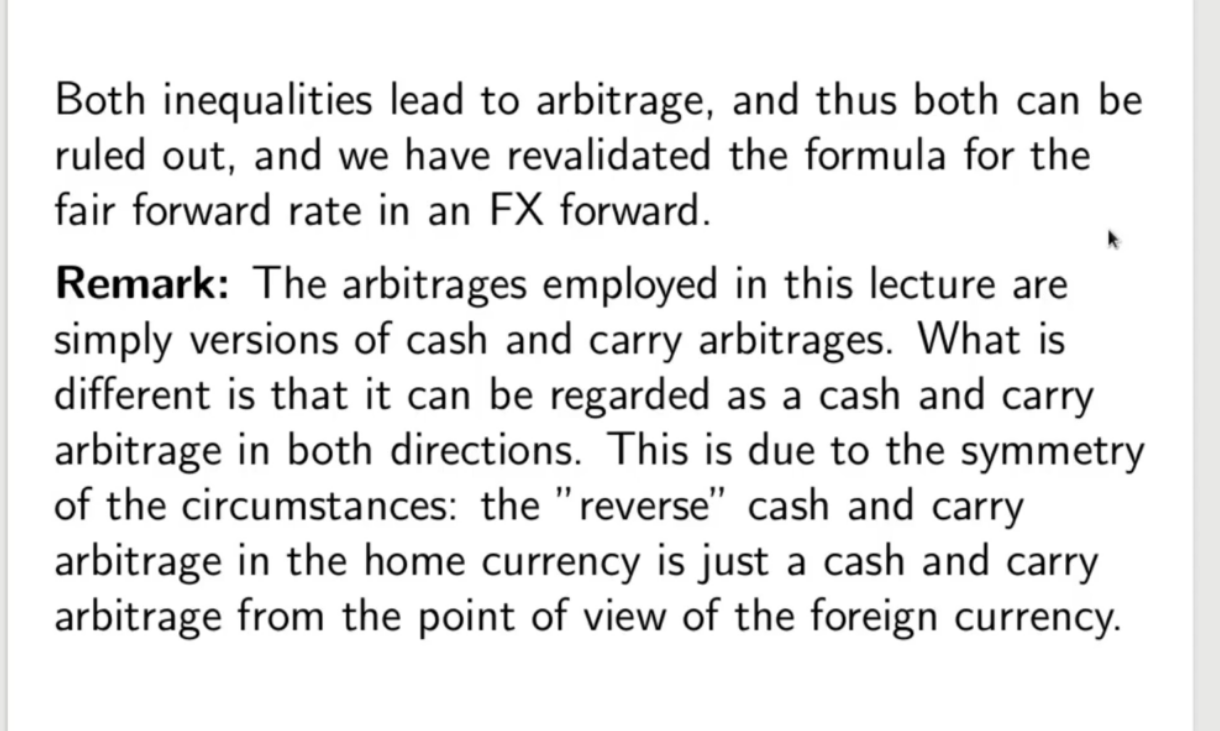 Both inequalities lead to arbitrage, and thus both can be
ruled out, and we have revalidated the formula for the
fair forward rate in an FX forward.
Remark: The arbitrages employed in this lecture are
simply versions of cash and carry arbitrages. What is
different is that it can be regarded as a cash and carry
arbitrage in both directions. This is due to the symmetry
of the circumstances: the ”reverse” cash and carry
arbitrage in the home currency is just a cash and carry
arbitrage from the point of view of the foreign currency.